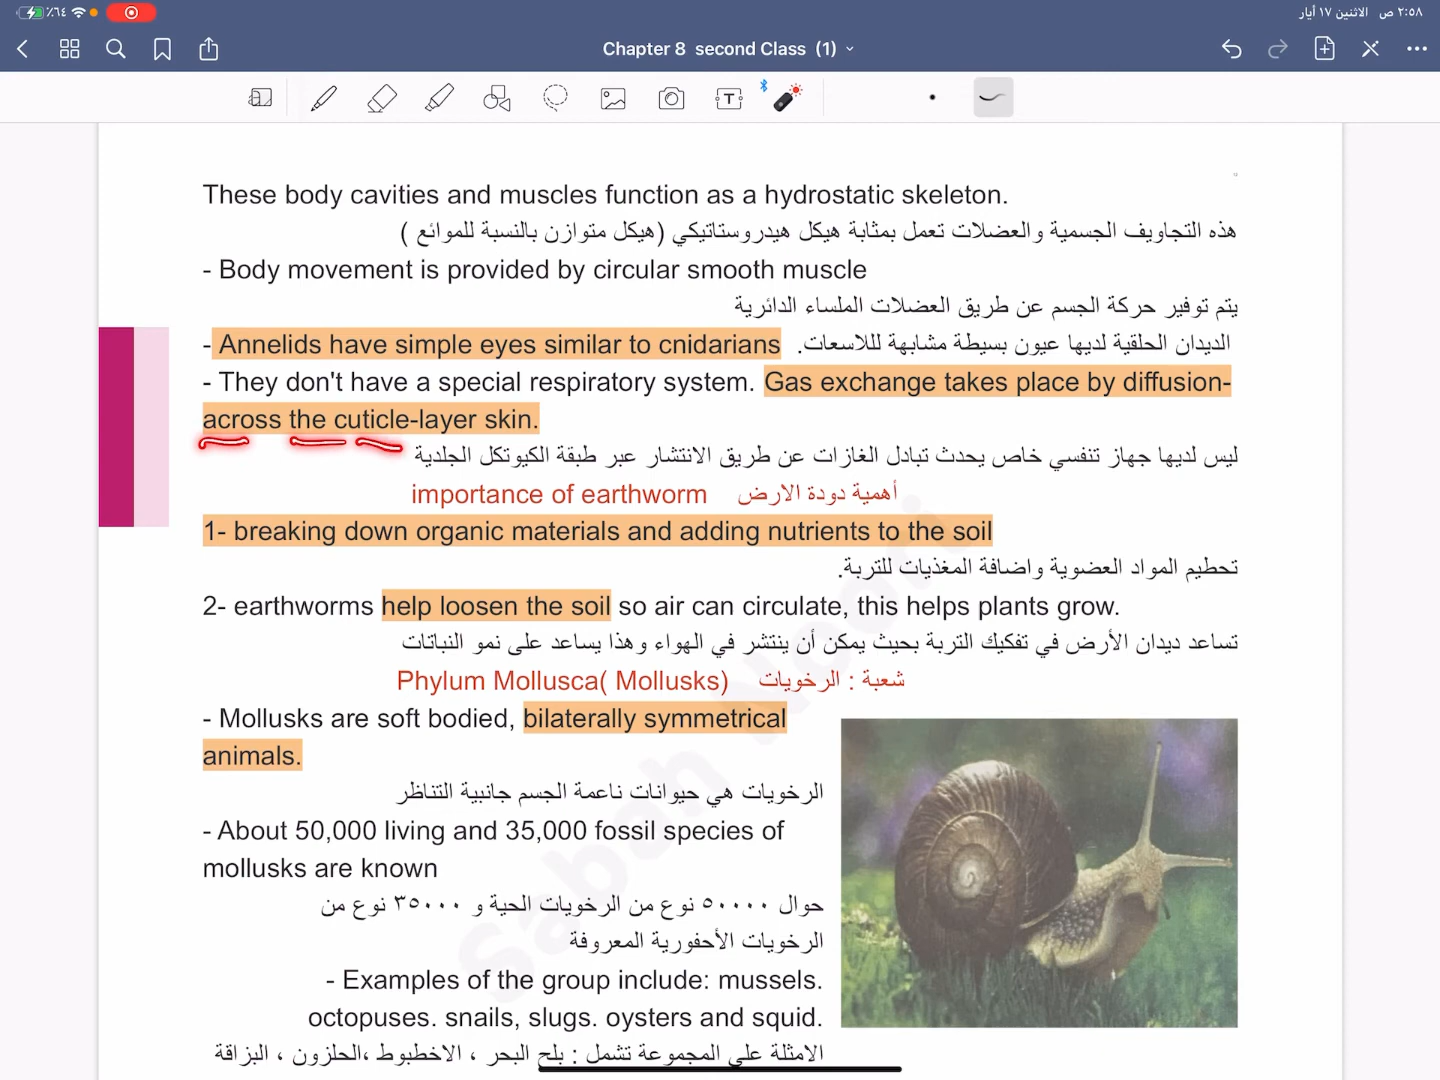 ٢:٥٨ ص الاثنين ١٧ أيار
٪٦٤
Chapter 8 second Class (1)
T
These body cavities and muscles function as a hydrostatic skeleton.
هذه التجاويف الجسمية والعضلات تعمل بمثابة هيكل هيدروستاتيكي (هيكل متوازن بالنسبة للموائع )
- Body movement is provided by circular smooth muscle
يتم توفير حركة الجسم عن طريق العضلات الملساء الدائرية
- Annelids have simple eyes similar to cnidarians الديدان الحلقية لديها عيون بسيطة مشابهة لللاسعات.
- They don't have a special respiratory system. Gas exchange takes place by diffusion-
across the cuticle-layer skin.
ليس لديها جهاز تنفسي خاص يحدث تبادل الغازات عن طريق الانتشار عبر طبقة الكيوتكل الجلدية
importance of earthworm أهمية دودة الارض
1- breaking down organic materials and adding nutrients to the soil
تحطيم المواد العضوية واضافة المغذيات للتربة.
2- earthworms help loosen the soil so air can circulate, this helps plants grow.
تساعد ديدان الأرض في تفكيك التربة بحيث يمكن أن ينتشر في الهواء وهذا يساعد على نمو النباتات
Phylum Mollusca( Mollusks) شعبة : الرخويات
- Mollusks are soft bodied, bilaterally symmetrical
animals.
الرخويات هي حيوانات ناعمة الجسم جانبية التناظر
- About 50,000 living and 35,000 fossil species of
mollusks are known
حوال ٥٠٠٠٠ نوع من الرخويات الحية و ٣٥٠٠٠ نوع من
الرخويات الأحفورية المعروفة
- Examples of the group include: mussels.
octopuses. snails, slugs. oysters and squid.
الامثلة علي المجموعة تشمل : بلح البحر ، الاخطبوط ،الحلزون ، البزاقة
Sabah Noori